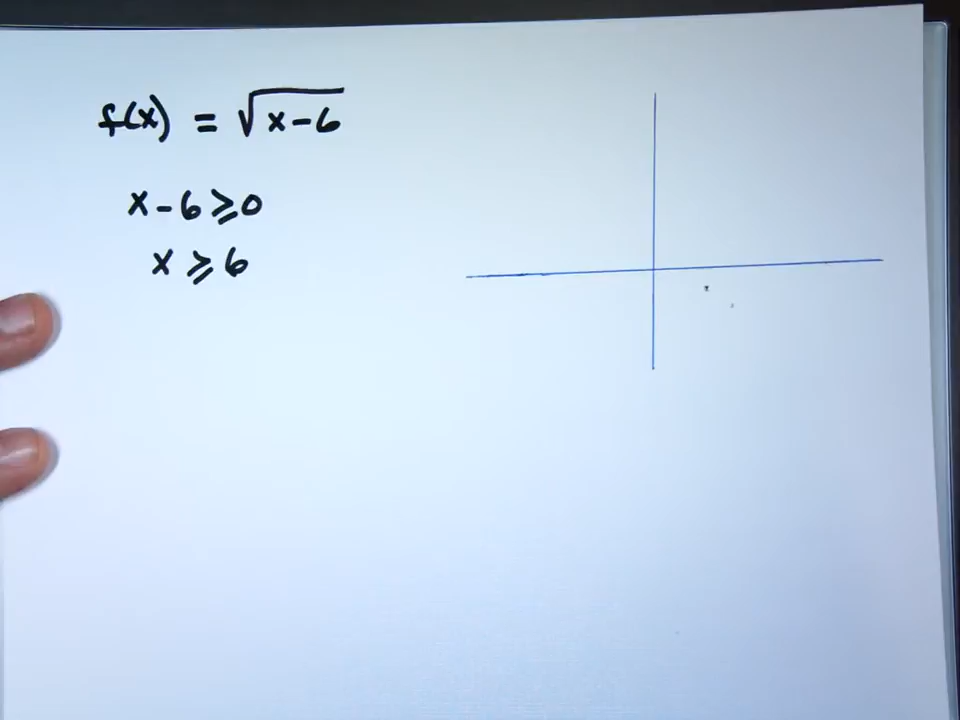 f(x) = √(x-6)
x-6 ≥ 0
x ≥ 6